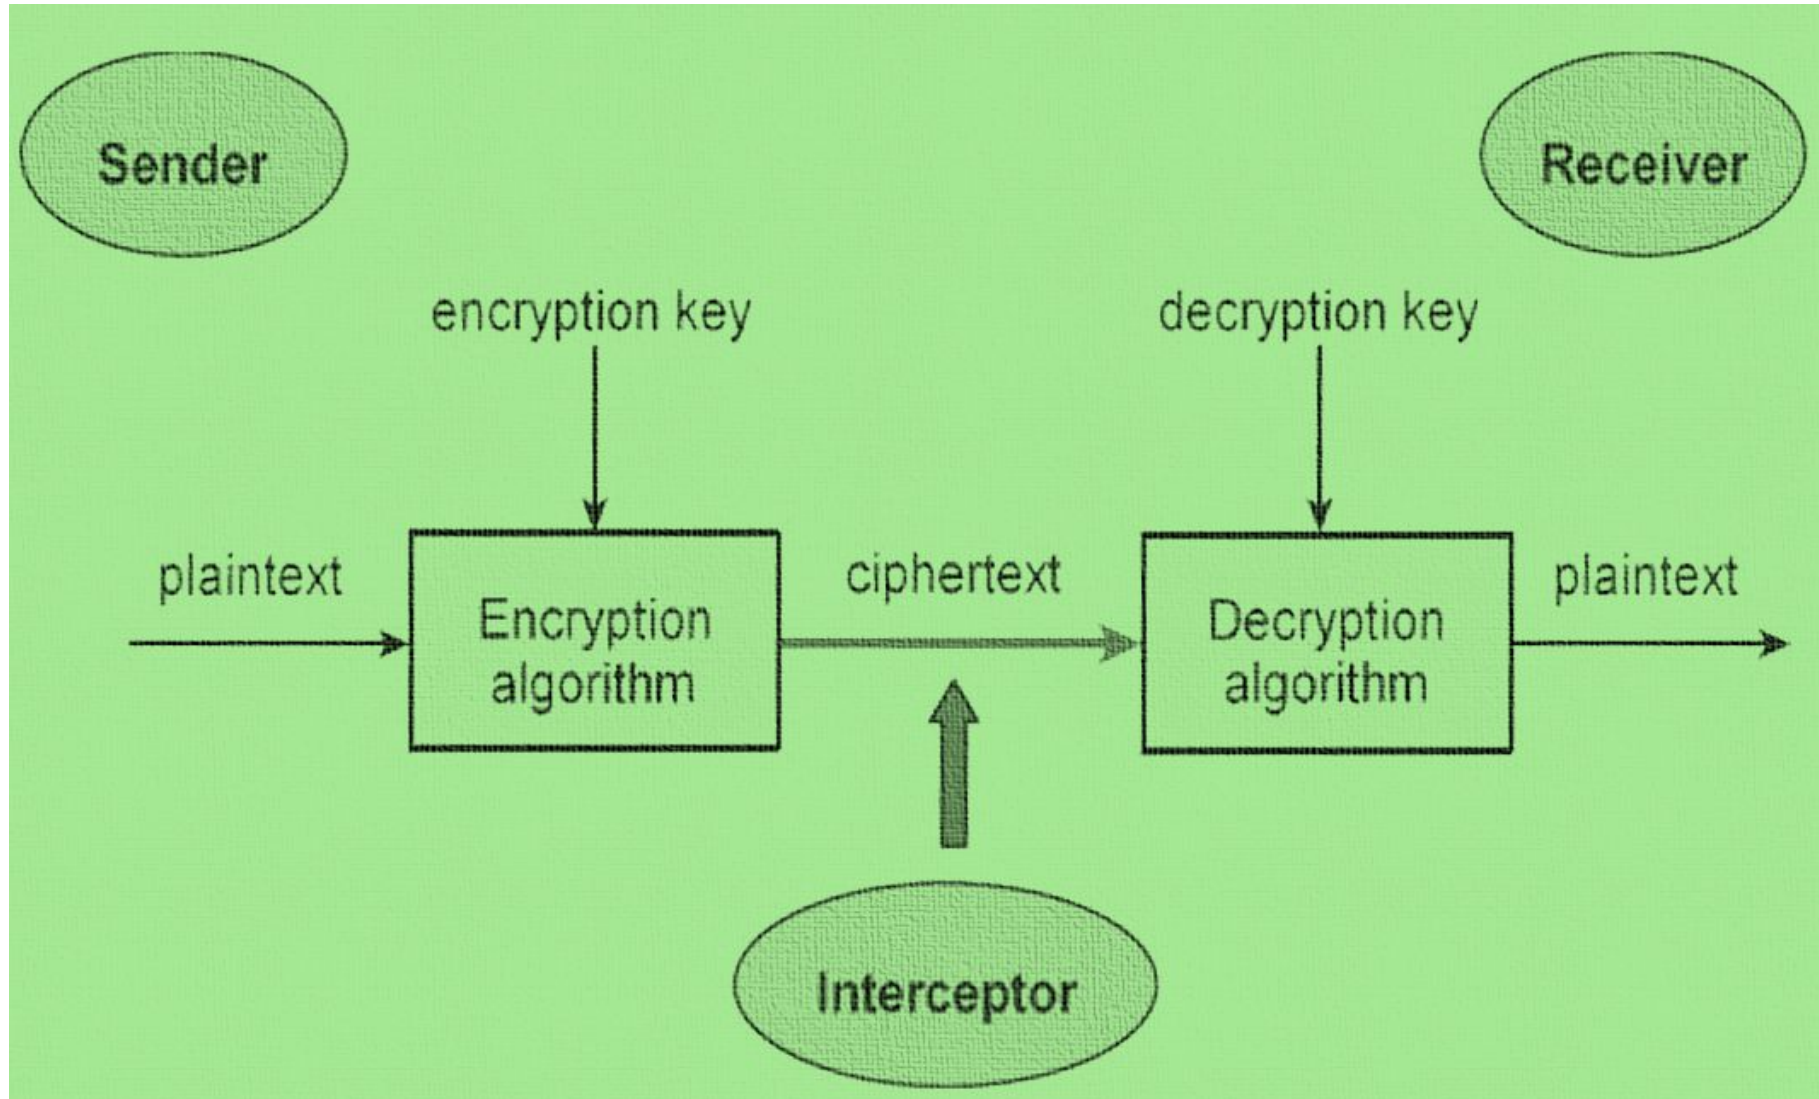 Sender
Receiver
encryption key
decryption key
plaintext
Encryption
algorithm
ciphertext
Decryption
algorithm
plaintext
Interceptor